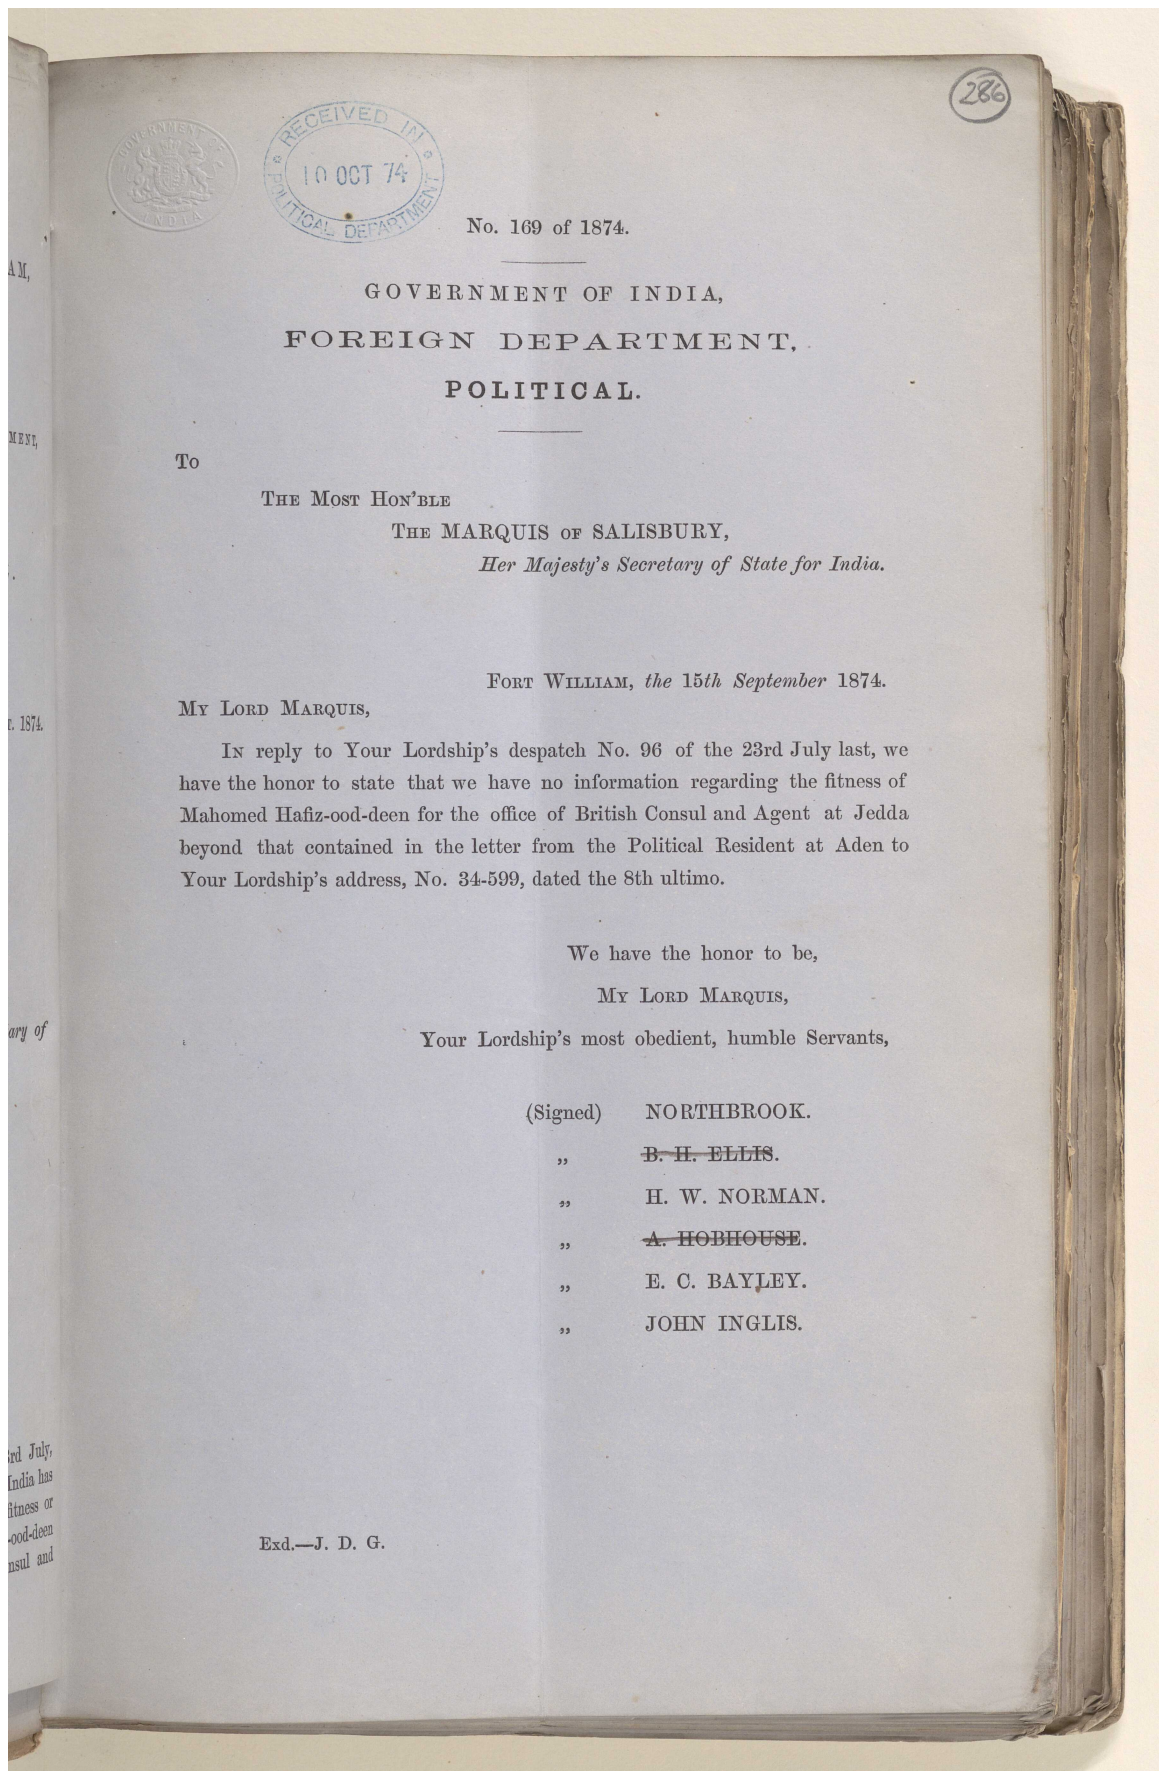 286
GOVERNMENT OF
INDIA
RECEIVED IN
10 OCT 74
POLITICAL DEPARTMENT
No. 169 of 1874.
GOVERNMENT OF INDIA,
FOREIGN DEPARTMENT,
POLITICAL.
To
THE MOST HON'BLE
THE MARQUIS OF SALISBURY,
Her Majesty's Secretary of State for India.
FORT WILLIAM, the 15th September 1874.
MY LORD MARQUIS,
IN reply to Your Lordship's despatch No. 96 of the 23rd July last, we
have the honor to state that we have no information regarding the fitness of
Mahomed Hafiz-ood-deen for the office of British Consul and Agent at Jedda
beyond that contained in the letter from the Political Resident at Aden to
Your Lordship's address, No. 34-599, dated the 8th ultimo.
We have the honor to be,
MY LORD MARQUIS,
Your Lordship's most obedient, humble Servants,
(Signed) NORTHBROOK.
„ B. H. ELLIS.
„ H. W. NORMAN.
„ A. HOBHOUSE.
„ E. C. BAYLEY.
„ JOHN INGLIS.
Exd.—J. D. G.
AM,
MENT,
1874.
ary of
3rd July,
India has
fitness or
-ood-deen
nsul and